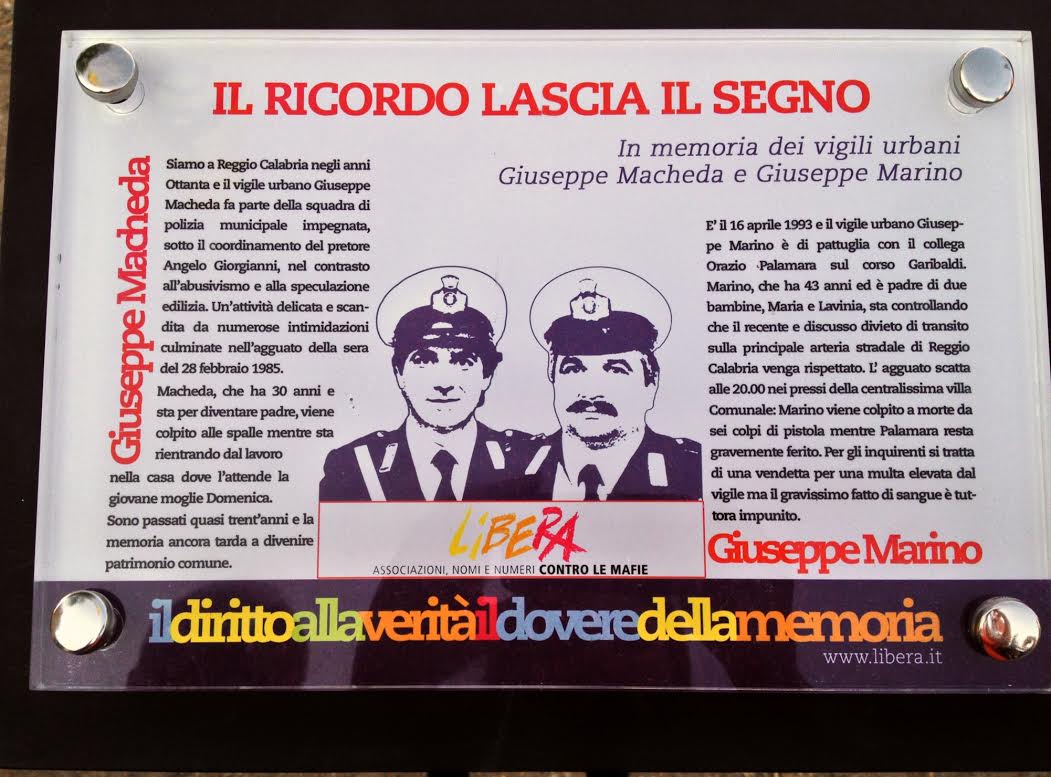 IL RICORDO LASCIA IL SEGNO
In memoria dei vigili urbani
Giuseppe Macheda e Giuseppe Marino
Giuseppe Macheda
Siamo a Reggio Calabria negli anni
Ottanta e il vigile urbano Giuseppe
Macheda fa parte della squadra di
polizia municipale impegnata,
sotto il coordinamento del pretore
Angelo Giorgianni, nel contrasto
all'abusivismo e alla speculazione
edilizia. Un'attività delicata e scan-
dita da numerose intimidazioni
culminate nell'agguato della sera
del 28 febbraio 1985.
Macheda, che ha 30 anni e
sta per diventare padre, viene
colpito alle spalle mentre sta
rientrando dal lavoro
nella casa dove l'attende la
giovane moglie Domenica.
Sono passati quasi trent'anni e la
memoria ancora tarda a divenire
patrimonio comune.
E' il 16 aprile 1993 e il vigile urbano Giusep-
pe Marino è di pattuglia con il collega
Orazio Palamara sul corso Garibaldi.
Marino, che ha 43 anni ed è padre di due
bambine, Maria e Lavinia, sta controllando
che il recente e discusso divieto di transito
sulla principale arteria stradale di Reggio
Calabria venga rispettato. L' agguato scatta
alle 20.00 nei pressi della centralissima villa
Comunale: Marino viene colpito a morte da
sei colpi di pistola mentre Palamara resta
gravemente ferito. Per gli inquirenti si tratta
di una vendetta per una multa elevata dal
vigile ma il gravissimo fatto di sangue è tut-
tora impunito.
Giuseppe Marino
LiBERA
ASSOCIAZIONI, NOMI E NUMERI CONTRO LE MAFIE
ildirittoallaveritàildoveredellamemoria
www.libera.it